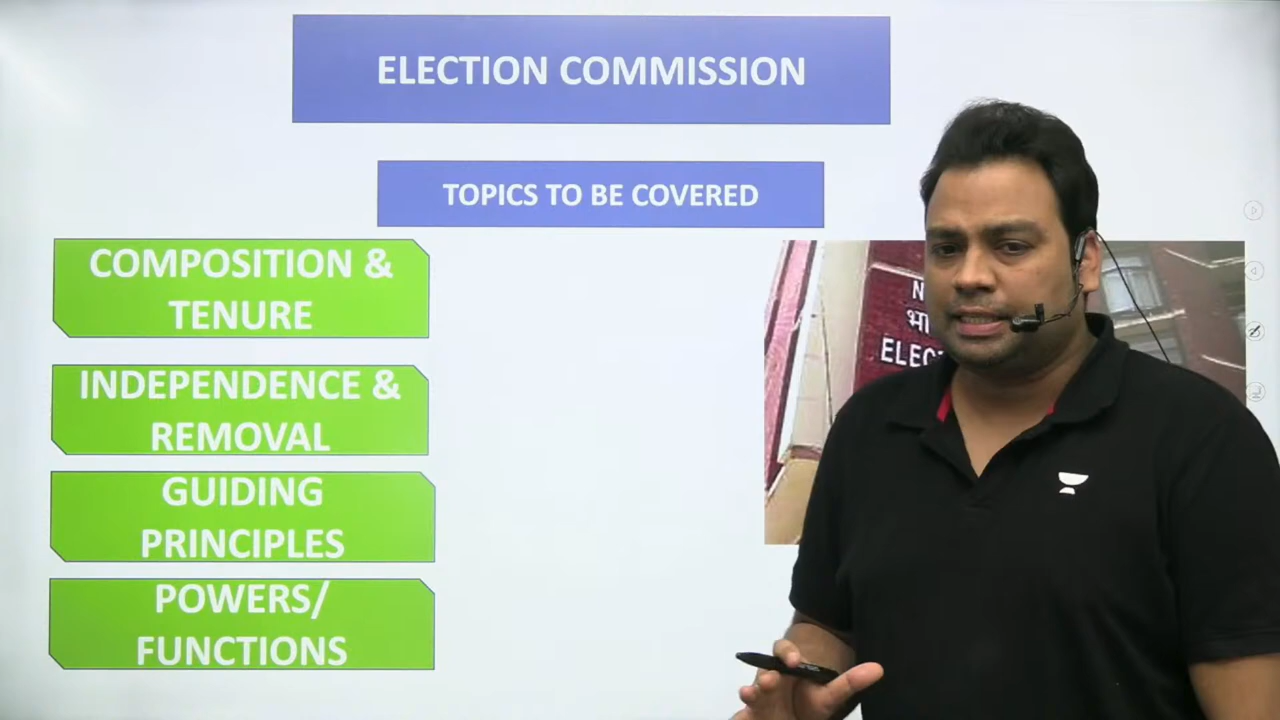 ELECTION COMMISSION
TOPICS TO BE COVERED
COMPOSITION &
TENURE
INDEPENDENCE &
REMOVAL
GUIDING
PRINCIPLES
POWERS/
FUNCTIONS